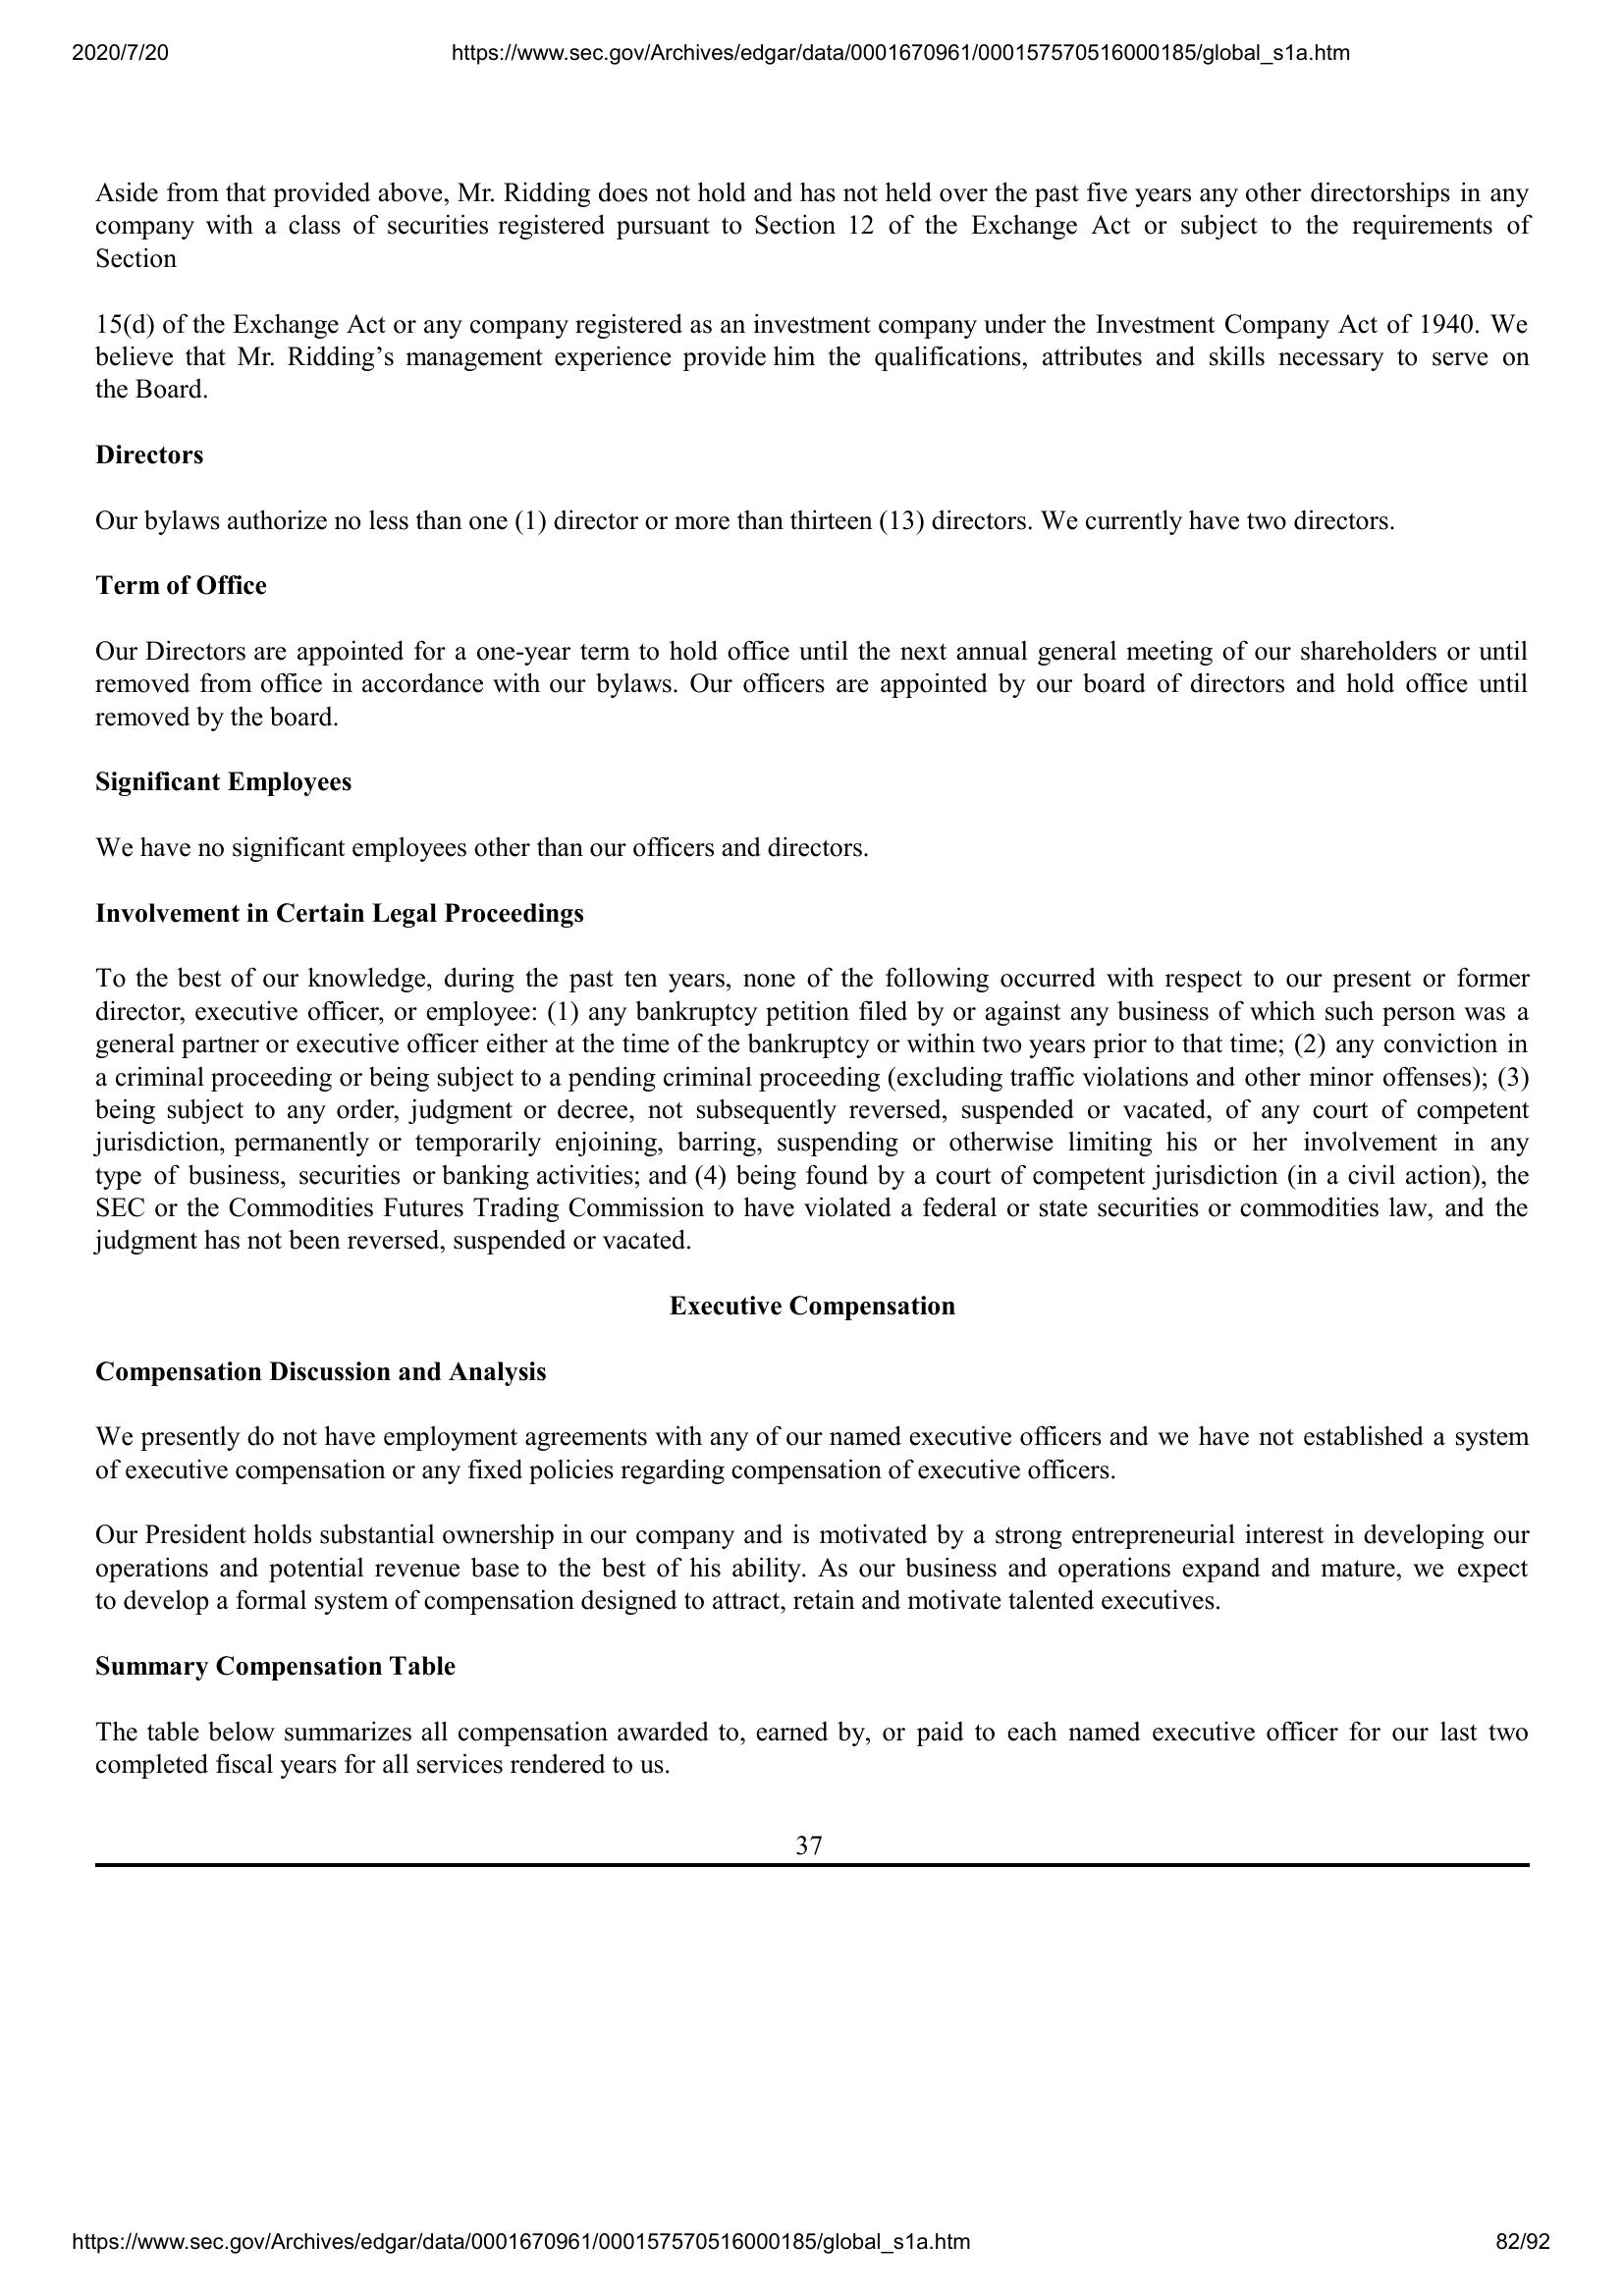 2020/7/20 https://www.sec.gov/Archives/edgar/data/0001670961/000157570516000185/global_s1a.htm
Aside from that provided above, Mr. Ridding does not hold and has not held over the past five years any other directorships in any
company with a class of securities registered pursuant to Section 12 of the Exchange Act or subject to the requirements of
Section
15(d) of the Exchange Act or any company registered as an investment company under the Investment Company Act of 1940. We
believe that Mr. Ridding’s management experience provide him the qualifications, attributes and skills necessary to serve on
the Board.
Directors
Our bylaws authorize no less than one (1) director or more than thirteen (13) directors. We currently have two directors.
Term of Office
Our Directors are appointed for a one-year term to hold office until the next annual general meeting of our shareholders or until
removed from office in accordance with our bylaws. Our officers are appointed by our board of directors and hold office until
removed by the board.
Significant Employees
We have no significant employees other than our officers and directors.
Involvement in Certain Legal Proceedings
To the best of our knowledge, during the past ten years, none of the following occurred with respect to our present or former
director, executive officer, or employee: (1) any bankruptcy petition filed by or against any business of which such person was a
general partner or executive officer either at the time of the bankruptcy or within two years prior to that time; (2) any conviction in
a criminal proceeding or being subject to a pending criminal proceeding (excluding traffic violations and other minor offenses); (3)
being subject to any order, judgment or decree, not subsequently reversed, suspended or vacated, of any court of competent
jurisdiction, permanently or temporarily enjoining, barring, suspending or otherwise limiting his or her involvement in any
type of business, securities or banking activities; and (4) being found by a court of competent jurisdiction (in a civil action), the
SEC or the Commodities Futures Trading Commission to have violated a federal or state securities or commodities law, and the
judgment has not been reversed, suspended or vacated.
Executive Compensation
Compensation Discussion and Analysis
We presently do not have employment agreements with any of our named executive officers and we have not established a system
of executive compensation or any fixed policies regarding compensation of executive officers.
Our President holds substantial ownership in our company and is motivated by a strong entrepreneurial interest in developing our
operations and potential revenue base to the best of his ability. As our business and operations expand and mature, we expect
to develop a formal system of compensation designed to attract, retain and motivate talented executives.
Summary Compensation Table
The table below summarizes all compensation awarded to, earned by, or paid to each named executive officer for our last two
completed fiscal years for all services rendered to us.
37
https://www.sec.gov/Archives/edgar/data/0001670961/000157570516000185/global_s1a.htm 82/92